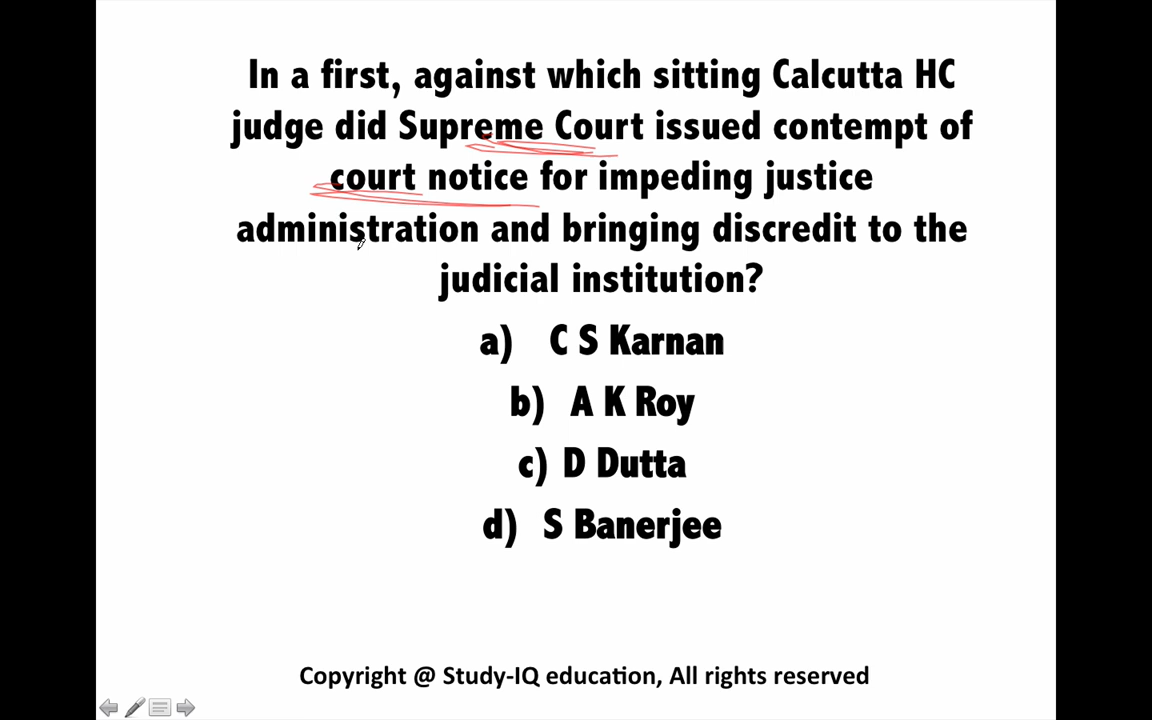 In a first, against which sitting Calcutta HC
judge did Supreme Court issued contempt of
court notice for impeding justice
administration and bringing discredit to the
judicial institution?
a) C S Karnan
b) A K Roy
c) D Dutta
d) S Banerjee
Copyright @ Study-IQ education, All rights reserved